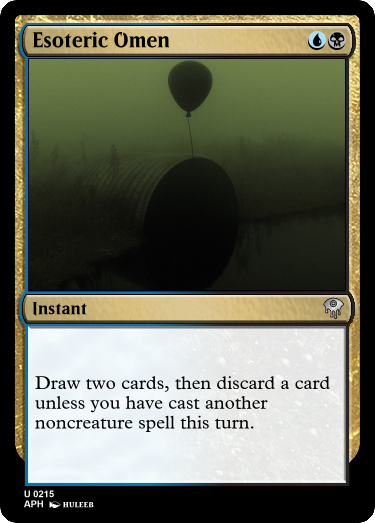 Esoteric Omen
Instant
Draw two cards, then discard a card
unless you have cast another
noncreature spell this turn.
U 0215
APH HULEEB